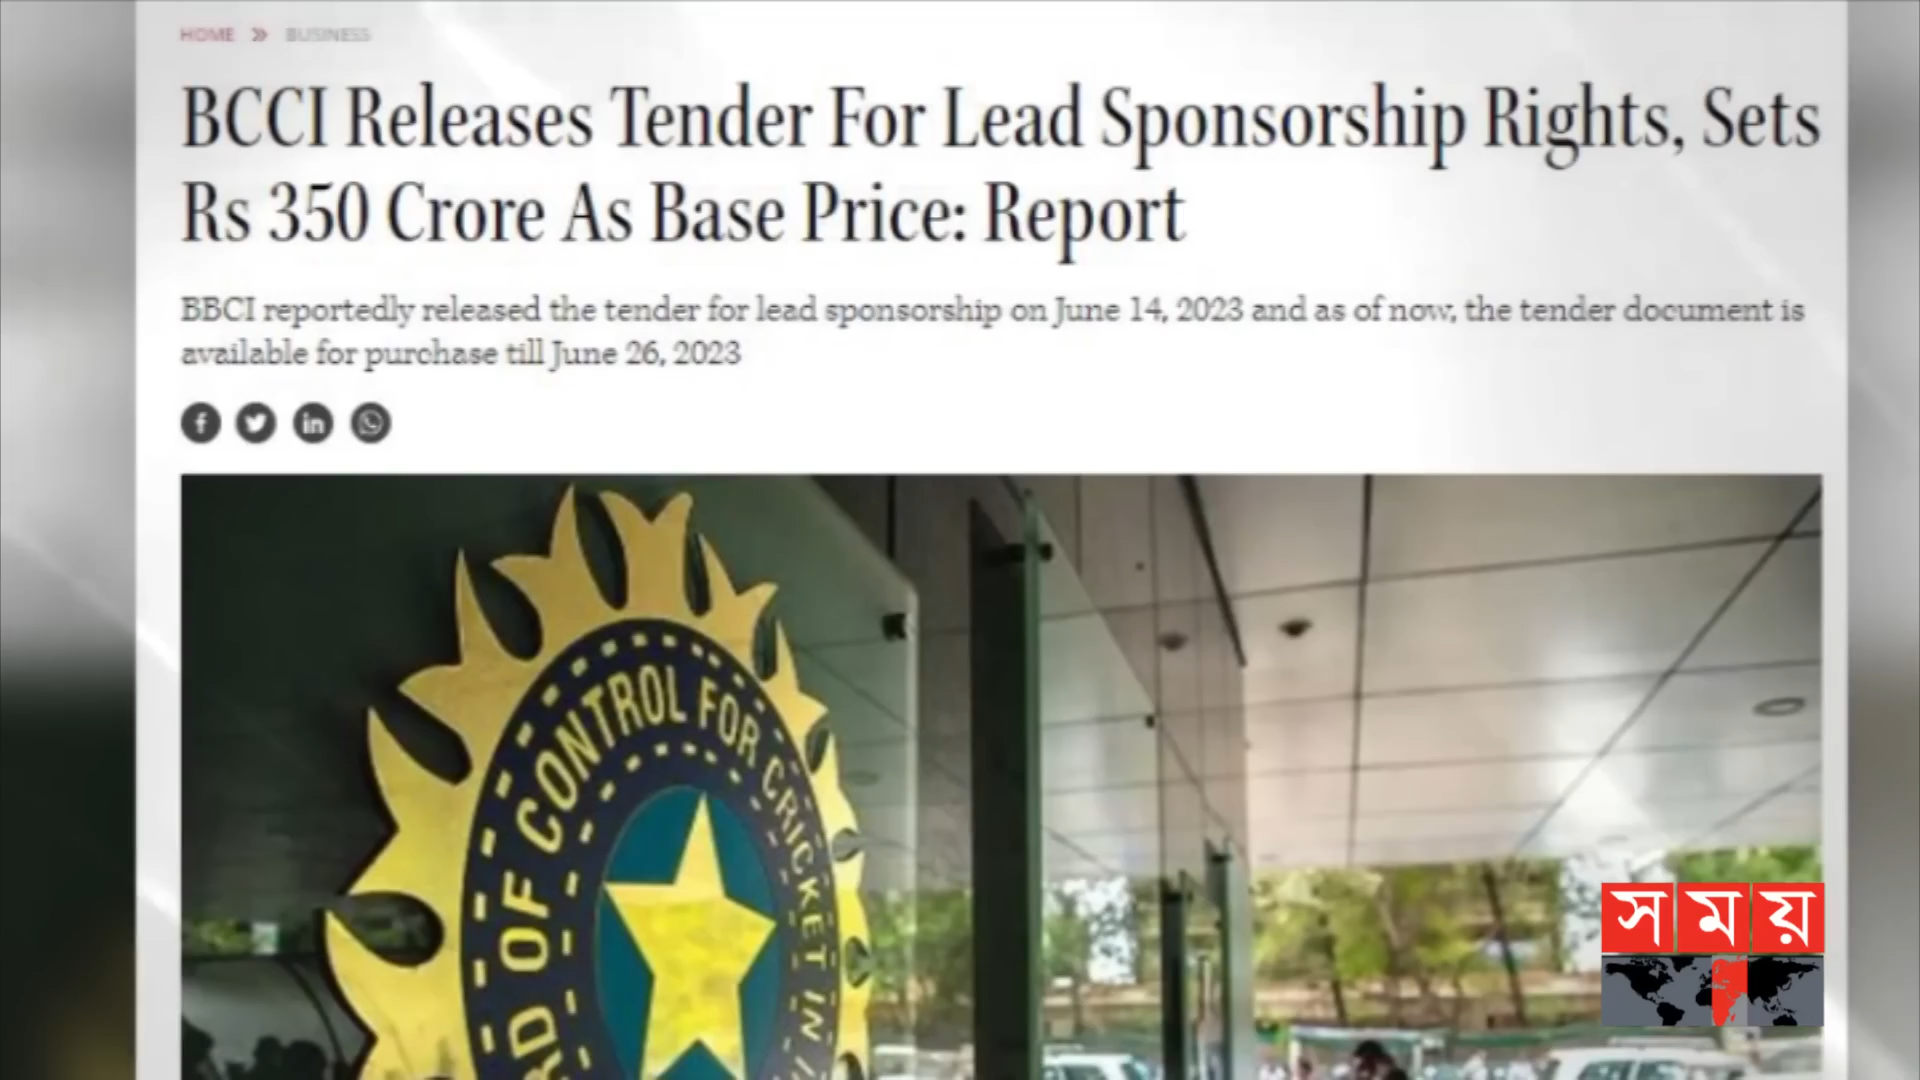 HOME >> BUSINESS
BCCI Releases Tender For Lead Sponsorship Rights, Sets
Rs 350 Crore As Base Price: Report
BBCI reportedly released the tender for lead sponsorship on June 14, 2023 and as of now, the tender document is
available for purchase till June 26, 2023
RD OF CONTROL FOR CRICKET IN
সময়